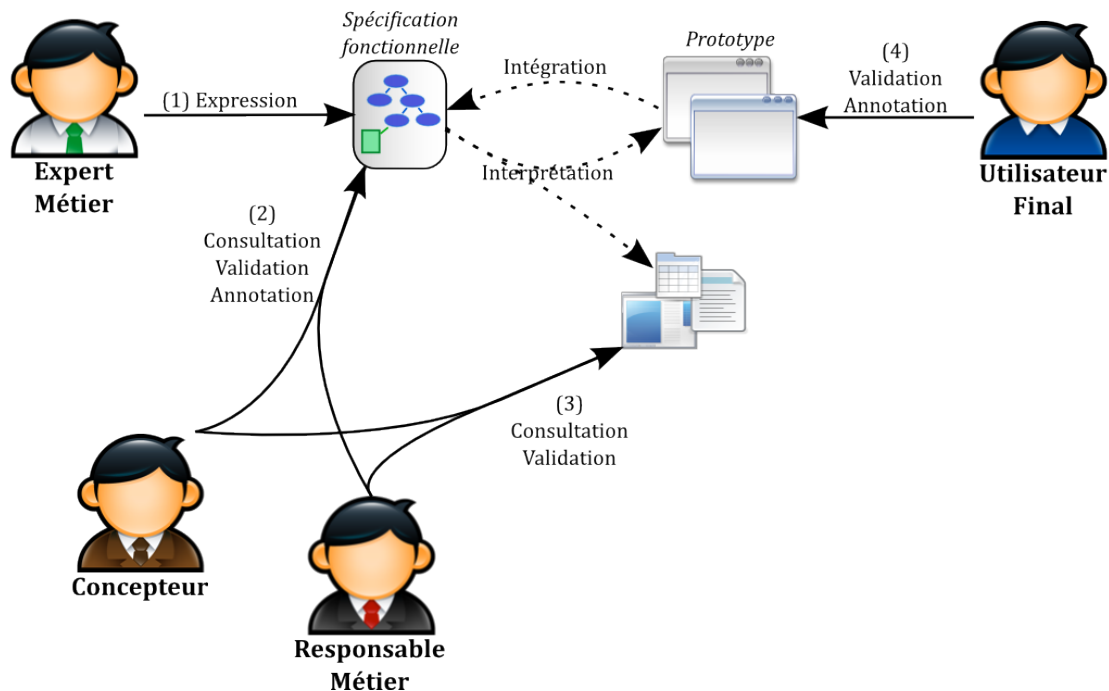 Spécification
fonctionnelle
Prototype
(4)
Validation
Annotation
Intégration
(1) Expression
Interprétation
Expert
Métier
Utilisateur
Final
(2)
Consultation
Validation
Annotation
(3)
Consultation
Validation
Concepteur
Responsable
Métier